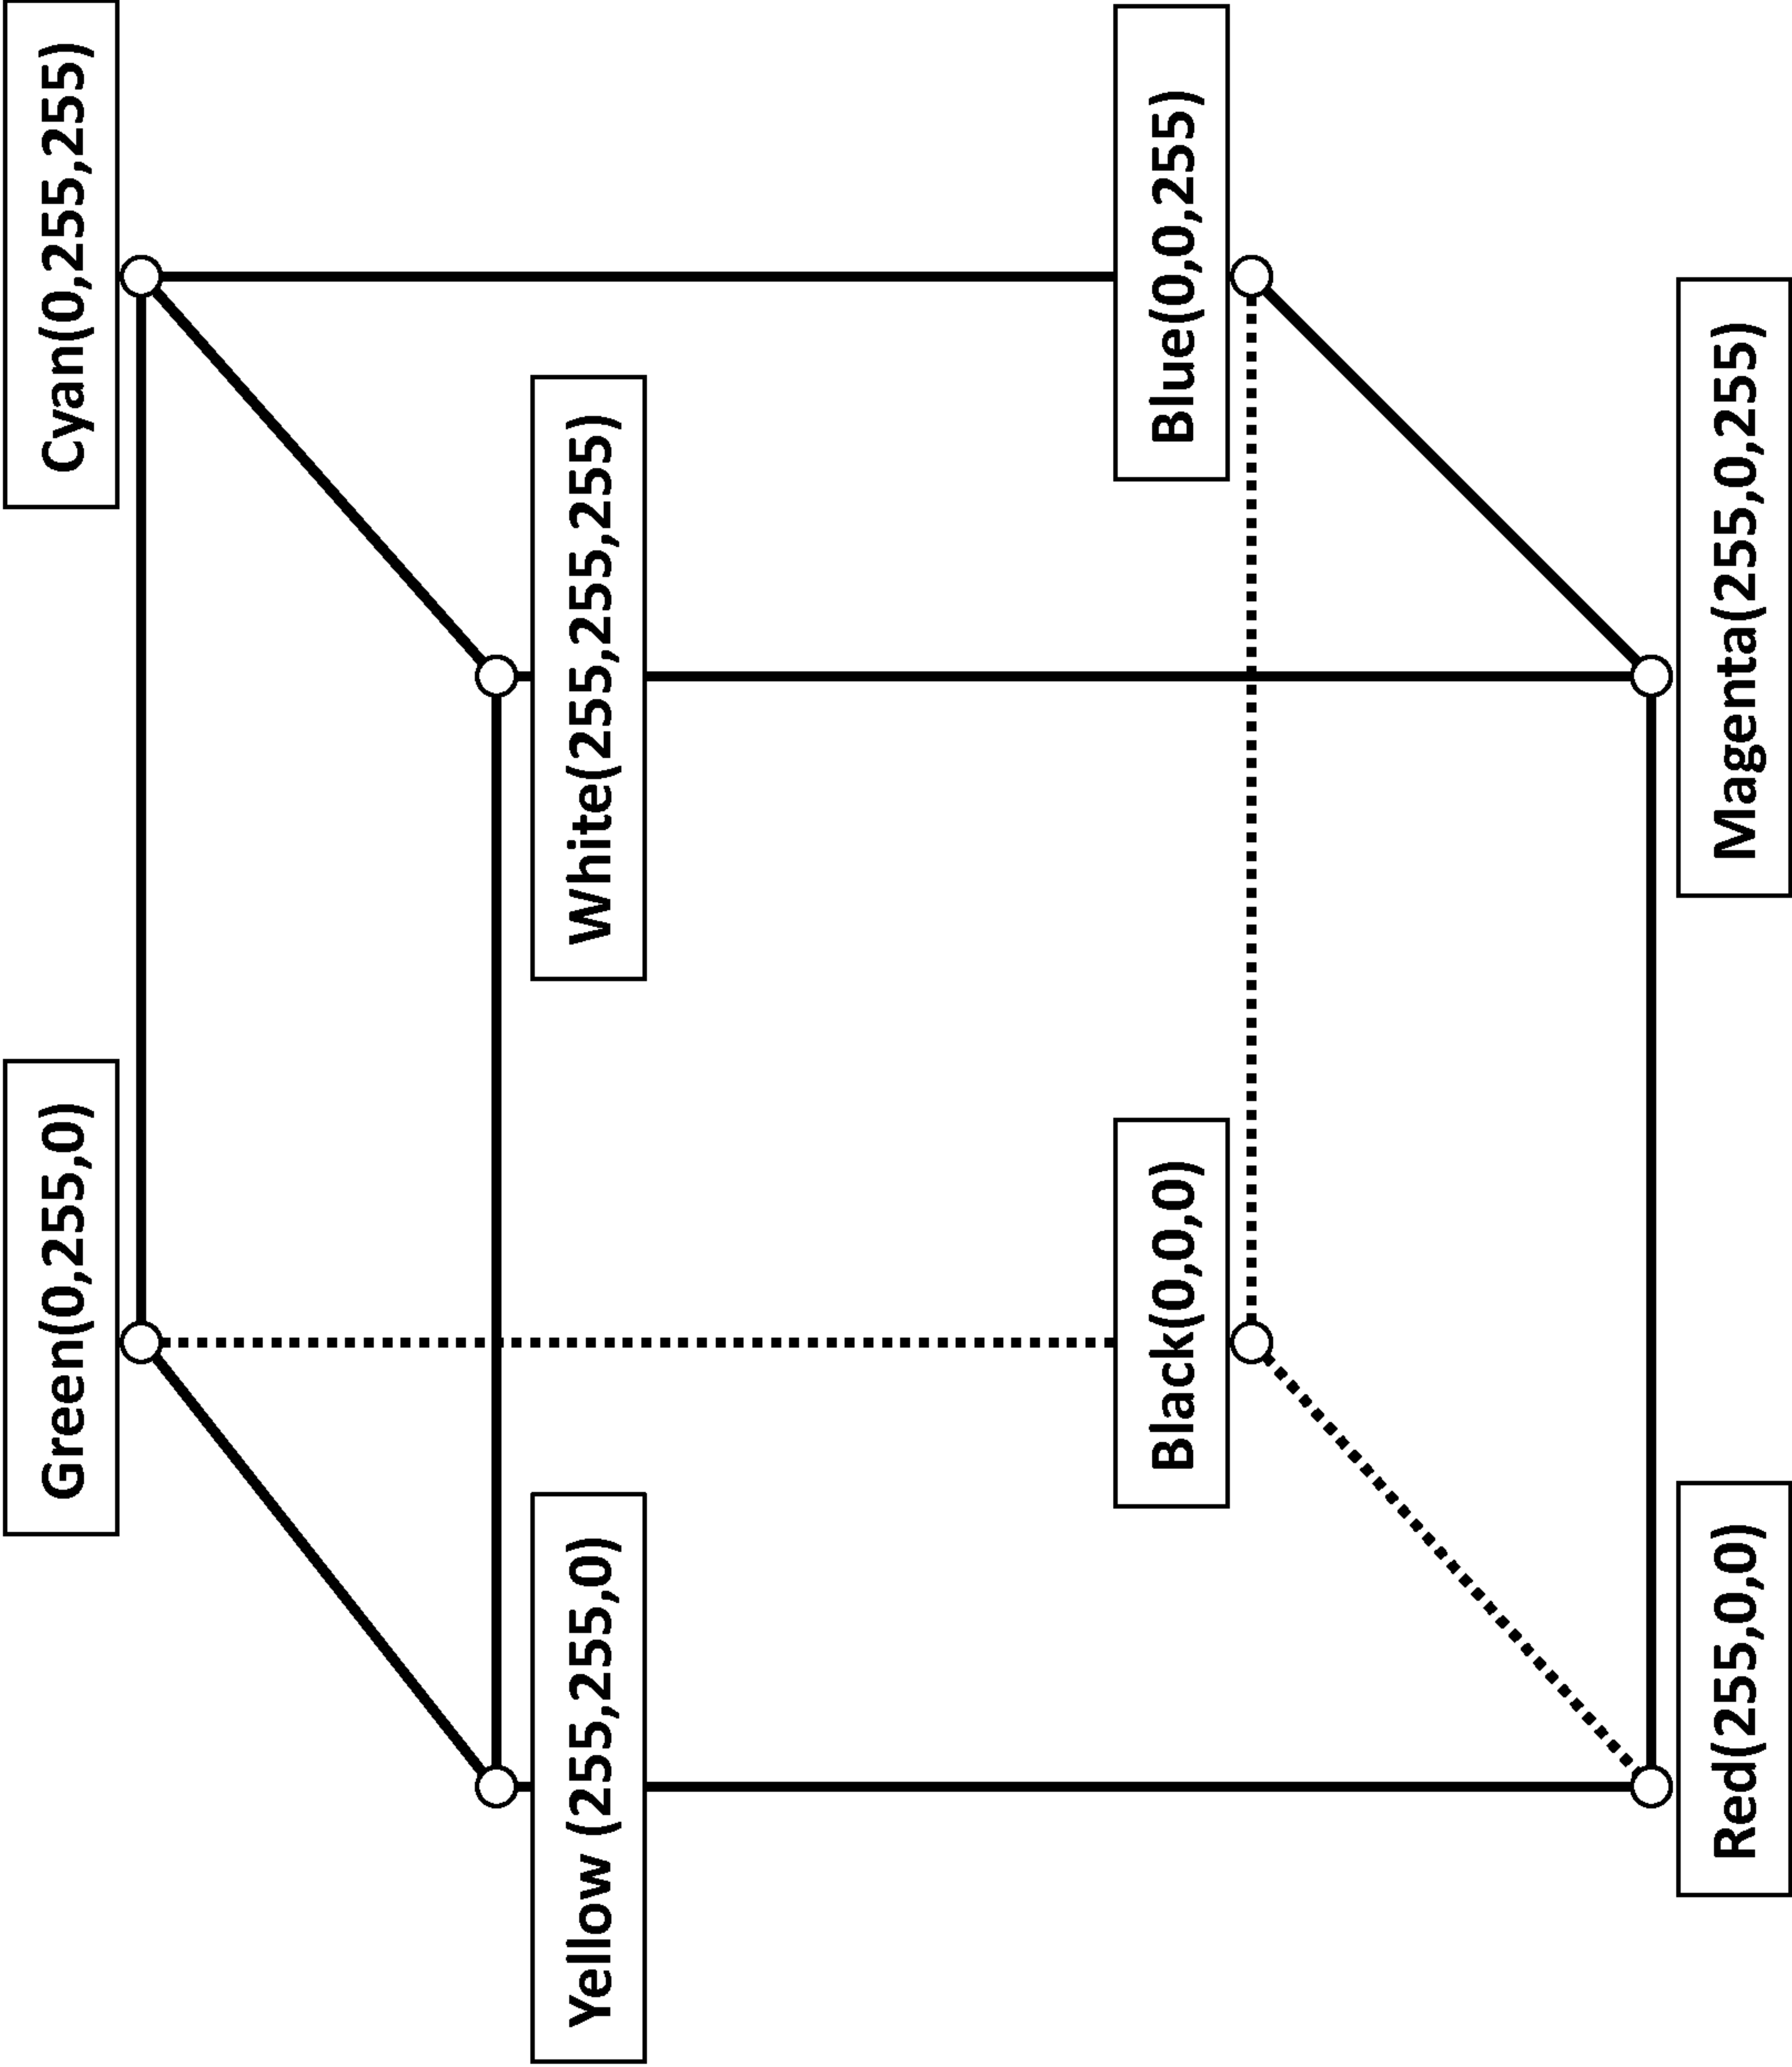 Green(0,255,0)
Cyan(0,255,255)
Yellow (255,255,0)
White(255,255,255)
Black(0,0,0)
Blue(0,0,255)
Red(255,0,0)
Magenta(255,0,255)